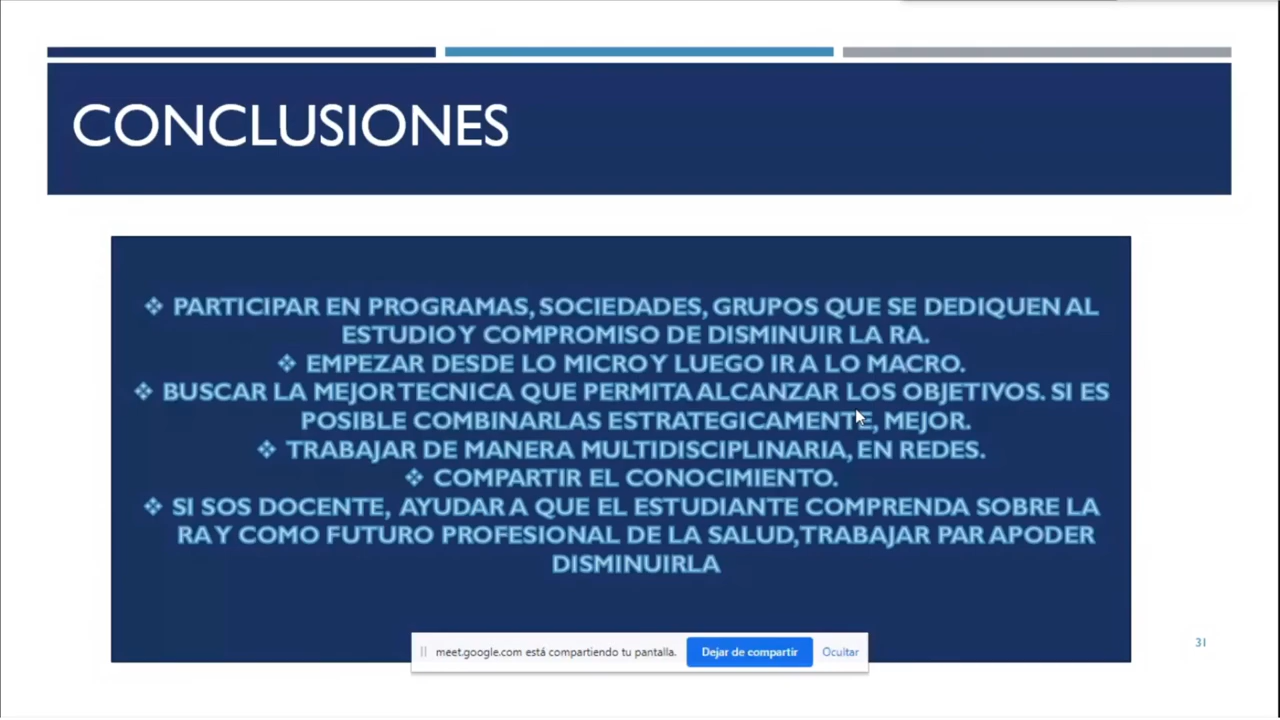 CONCLUSIONES
❖ PARTICIPAR EN PROGRAMAS, SOCIEDADES, GRUPOS QUE SE DEDIQUEN AL
ESTUDIO Y COMPROMISO DE DISMINUIR LA RA.
❖ EMPEZAR DESDE LO MICRO Y LUEGO IR A LO MACRO.
❖ BUSCAR LA MEJOR TECNICA QUE PERMITA ALCANZAR LOS OBJETIVOS. SI ES
POSIBLE COMBINARLAS ESTRATEGICAMENTE, MEJOR.
❖ TRABAJAR DE MANERA MULTIDISCIPLINARIA, EN REDES.
❖ COMPARTIR EL CONOCIMIENTO.
❖ SI SOS DOCENTE, AYUDAR A QUE EL ESTUDIANTE COMPRENDA SOBRE LA
RA Y COMO FUTURO PROFESIONAL DE LA SALUD, TRABAJAR PAR APODER
DISMINUIRLA
31
meet.google.com está compartiendo tu pantalla. Dejar de compartir Ocultar